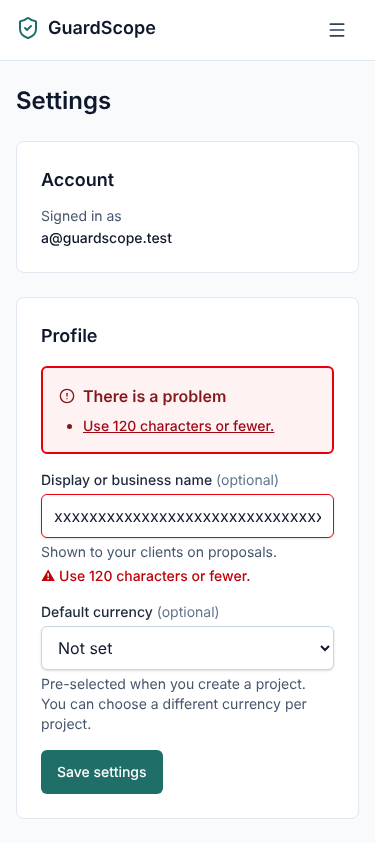 GuardScope
Settings
Account
Signed in as
a@guardscope.test
Profile
There is a problem
Use 120 characters or fewer.
Display or business name (optional)
xxxxxxxxxxxxxxxxxxxxxxxxxxxxxx
Shown to your clients on proposals.
Use 120 characters or fewer.
Default currency (optional)
Not set
Pre-selected when you create a project.
You can choose a different currency per
project.
Save settings